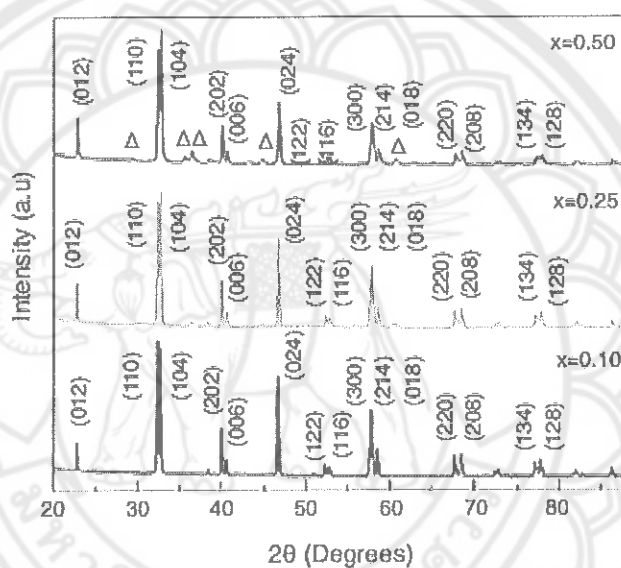 x=0.50
(012) (110) (104) (202) (006) (024) (122) (116) (300) (214) (018) (220) (208) (134) (128)
Δ Δ Δ Δ Δ
x=0.25
(012) (110) (104) (202) (006) (024) (122) (116) (300) (214) (018) (220) (208) (134) (128)
x=0.10
(012) (110) (104) (202) (006) (024) (122) (116) (300) (214) (018) (220) (208) (134) (128)
Intensity (a.u)
20 30 40 50 60 70 80
2θ (Degrees)